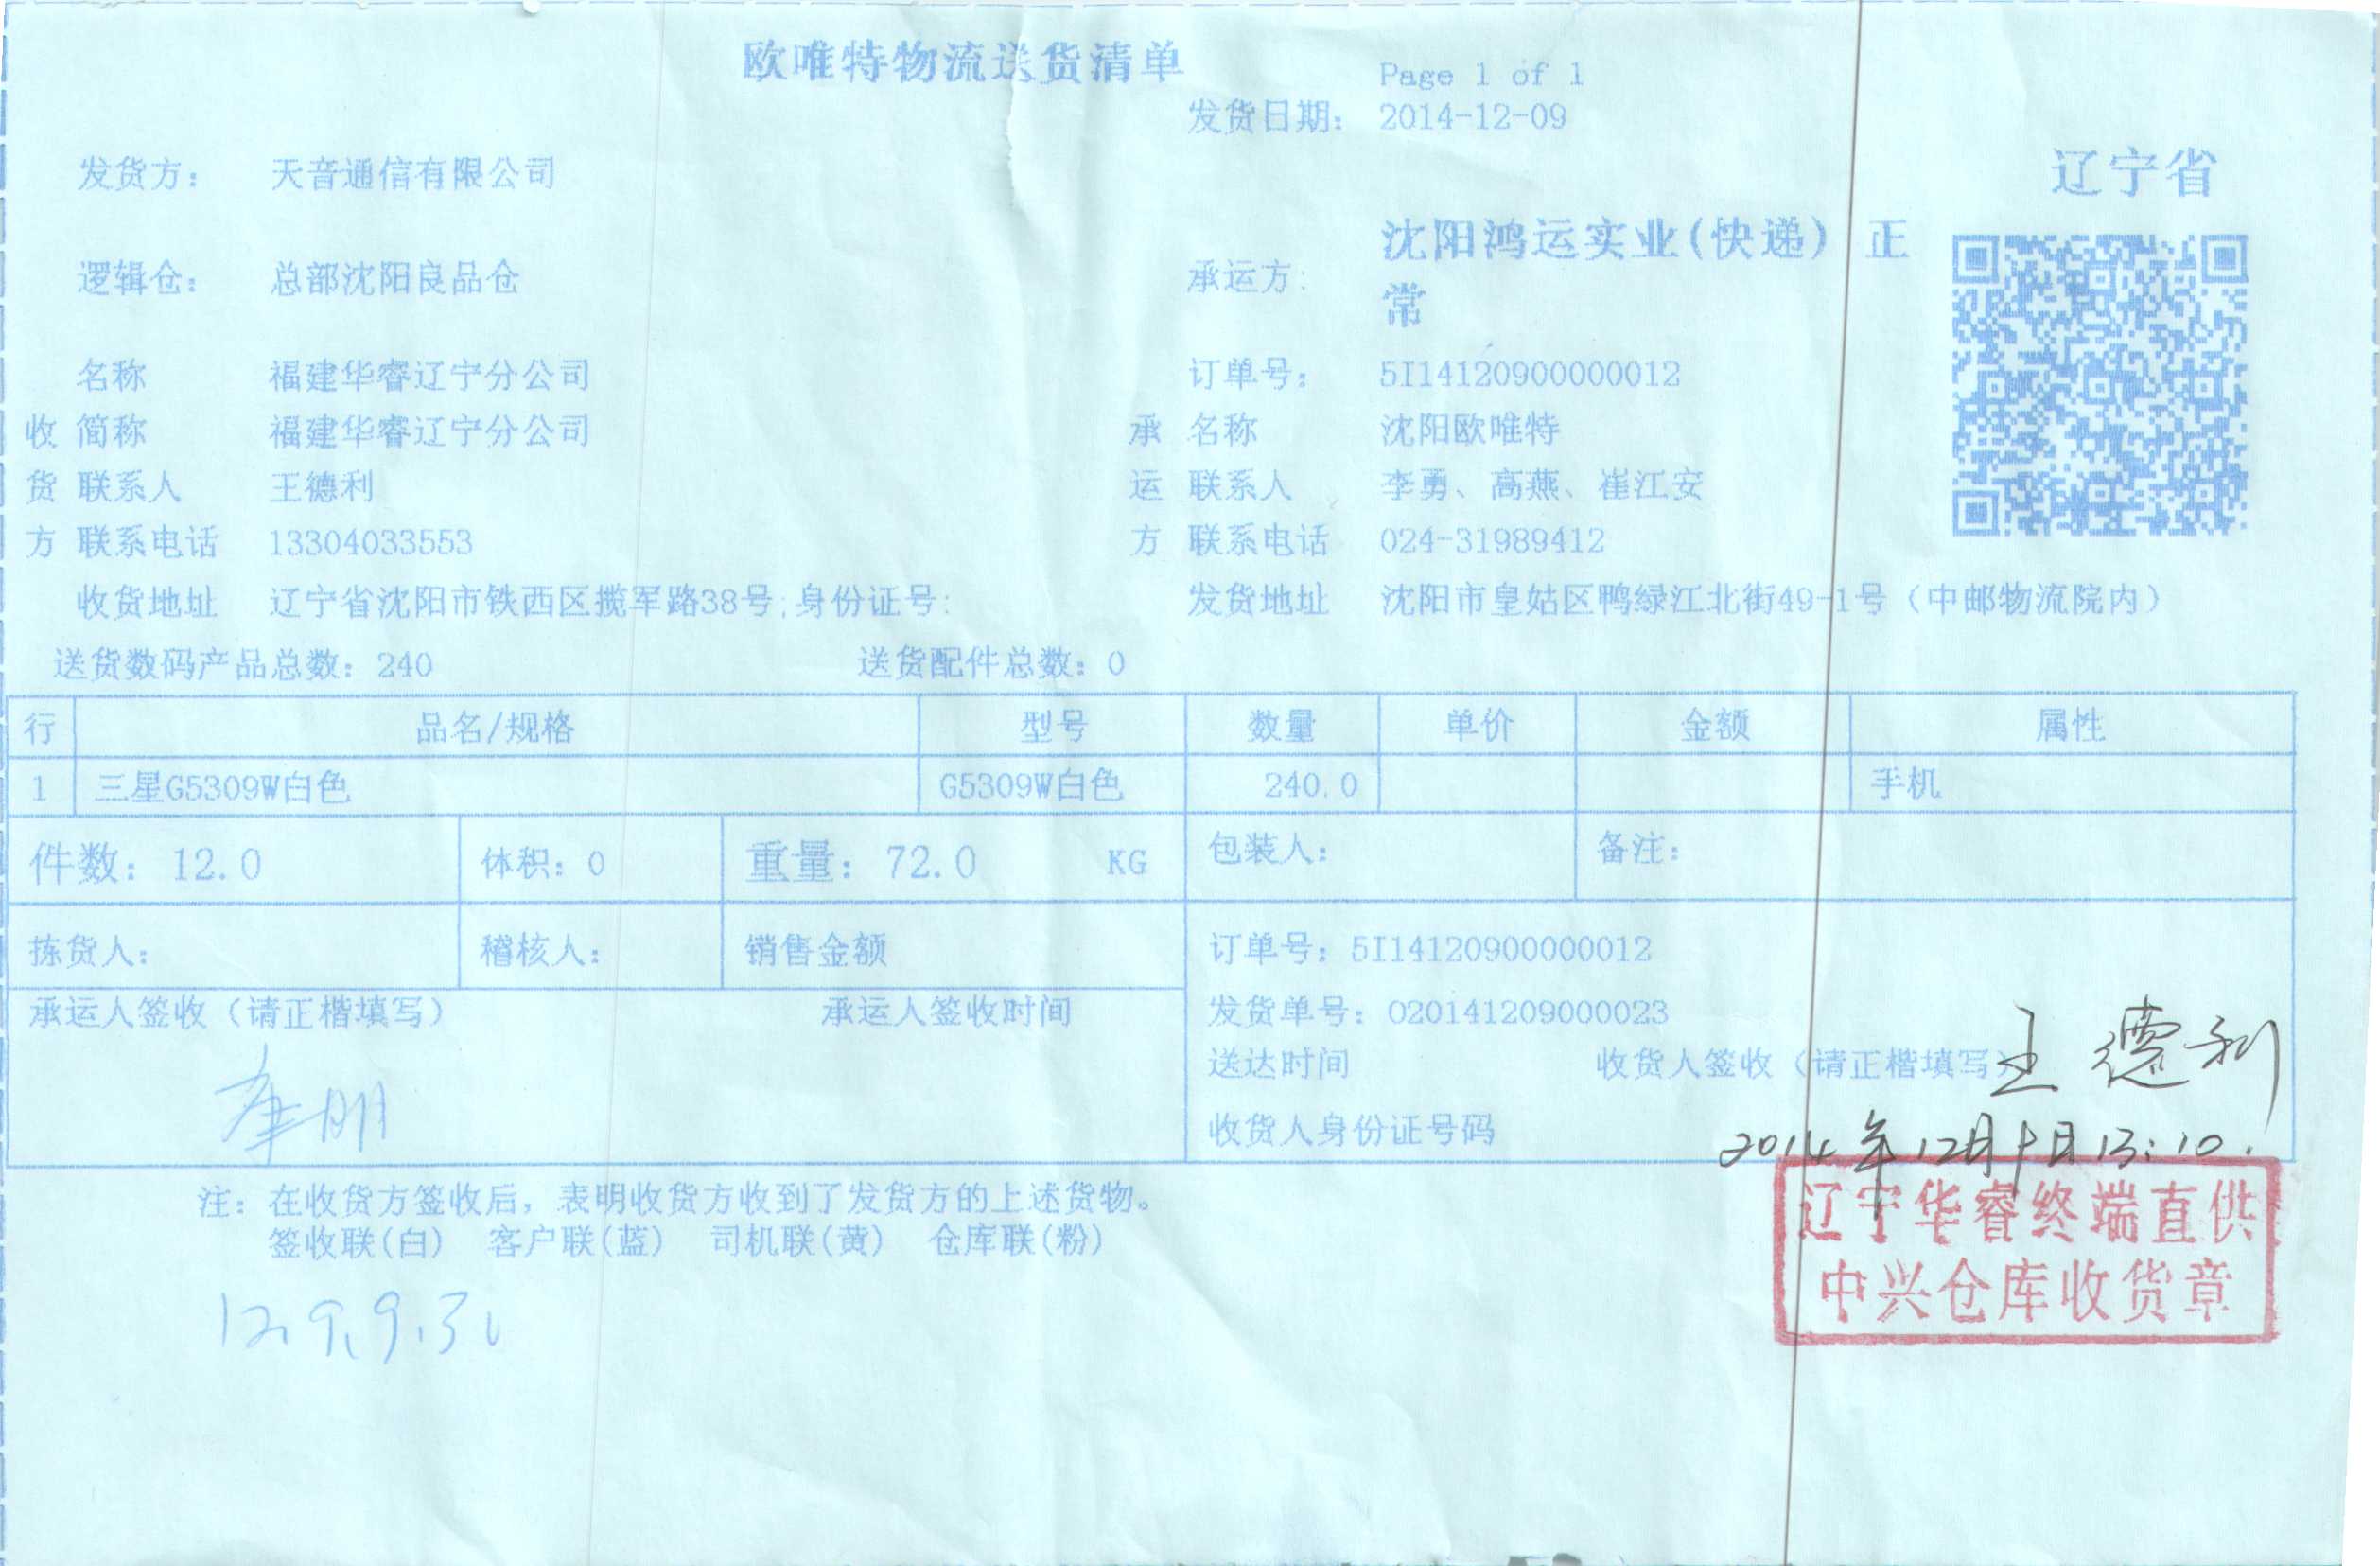 欧唯特物流送货清单
Page 1 of 1
发货日期： 2014-12-09
辽宁省
发货方： 天音通信有限公司
逻辑仓： 总部沈阳良品仓 承运方： 沈阳鸿运实业(快递) 正
常
名称 福建华睿辽宁分公司 订单号： 5I14120900000012
收 简称 福建华睿辽宁分公司 承 名称 沈阳欧唯特
货 联系人 王德利 运 联系人 李勇、高燕、崔江安
方 联系电话 13304033553 方 联系电话 024-31989412
收货地址 辽宁省沈阳市铁西区揽军路38号;身份证号: 发货地址 沈阳市皇姑区鸭绿江北街49-1号（中邮物流院内）
送货数码产品总数：240 送货配件总数：0
行 品名/规格 型号 数量 单价 金额 属性
1 三星G5309W白色 G5309W白色 240.0 手机
件数：12.0 体积：0 重量：72.0 KG 包装人： 备注：
拣货人： 稽核人： 销售金额 订单号：5I14120900000012
承运人签收（请正楷填写） 承运人签收时间 发货单号：020141209000023
送达时间 收货人签收（请正楷填写） 王德利
收货人身份证号码 2014年12月9日13:10.
注：在收货方签收后，表明收货方收到了发货方的上述货物。
签收联(白) 客户联(蓝) 司机联(黄) 仓库联(粉)
辽宁华睿终端直供
中兴仓库收货章